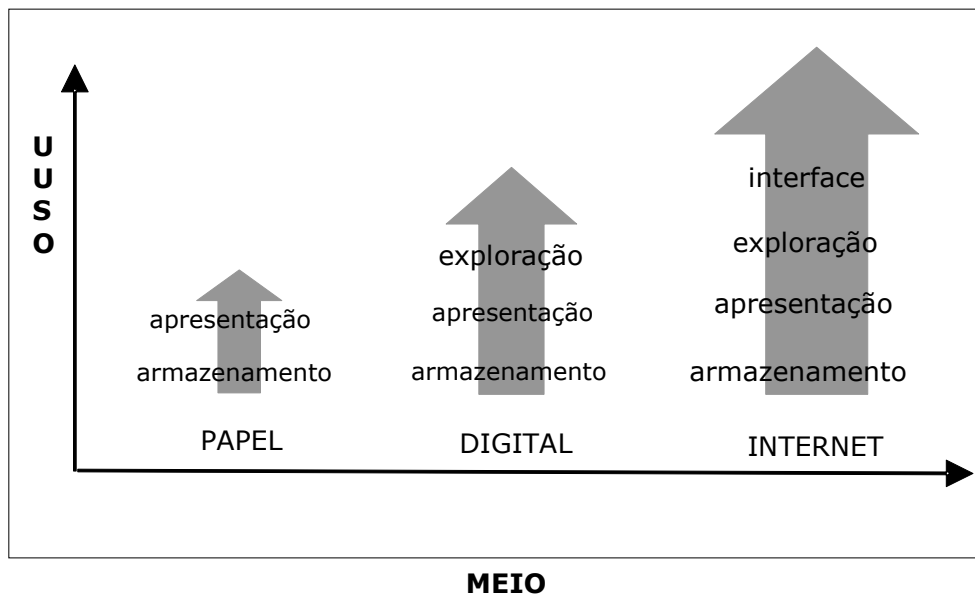 U
U
S
O
interface
exploração
apresentação
armazenamento
exploração
apresentação
armazenamento
apresentação
armazenamento
PAPEL
DIGITAL
INTERNET
MEIO